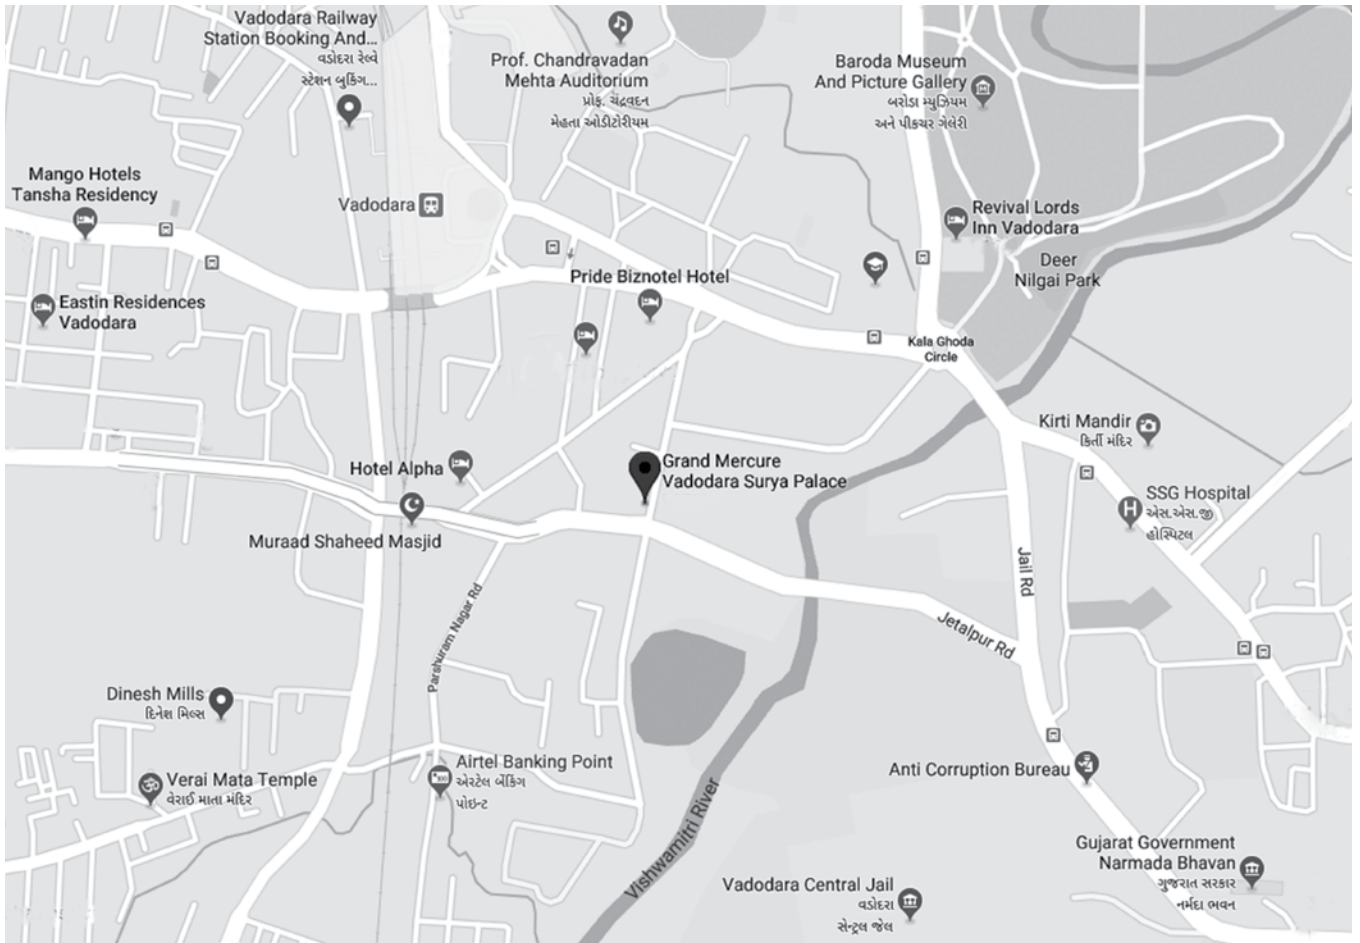 Vadodara Railway
Station Booking And...
વડોદરા રેલ્વે
સ્ટેશન બુકિંગ...
Prof. Chandravadan
Mehta Auditorium
પ્રોફ. ચંદ્રવદન
મેહતા ઓડીટોરીયમ
Baroda Museum
And Picture Gallery
બરોડા મ્યુઝિયમ
અને પીકચર ગેલેરી
Mango Hotels
Tansha Residency
Vadodara
Revival Lords
Inn Vadodara
Deer
Nilgai Park
Pride Biznotel Hotel
Eastin Residences
Vadodara
Kala Ghoda
Circle
Kirti Mandir
કિર્તી મંદિર
Hotel Alpha
Grand Mercure
Vadodara Surya Palace
SSG Hospital
એસ.એસ.જી
હોસ્પિટલ
H
Muraad Shaheed Masjid
Jail Rd
Parshuram Nagar Rd
Jetalpur Rd
Dinesh Mills
દિનેશ મિલ્સ
Verai Mata Temple
વેરાઈ માતા મંદિર
Airtel Banking Point
એરટેલ બેંકિંગ
પોઇન્ટ
Anti Corruption Bureau
Vishwamitri River
Gujarat Government
Narmada Bhavan
ગુજરાત સરકાર
નર્મદા ભવન
Vadodara Central Jail
વડોદરા
સેન્ટ્રલ જેલ